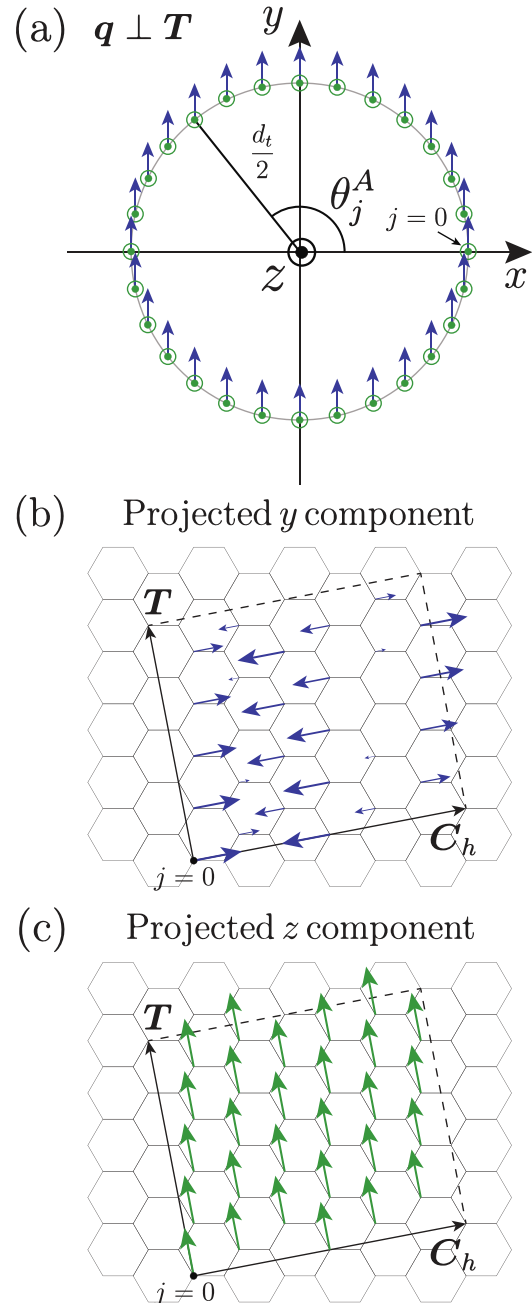 (a) q ⊥ T
y
d_t/2
θ_j^A
j = 0
z
x
(b) Projected y component
T
C_h
j = 0
(c) Projected z component
T
C_h
j = 0